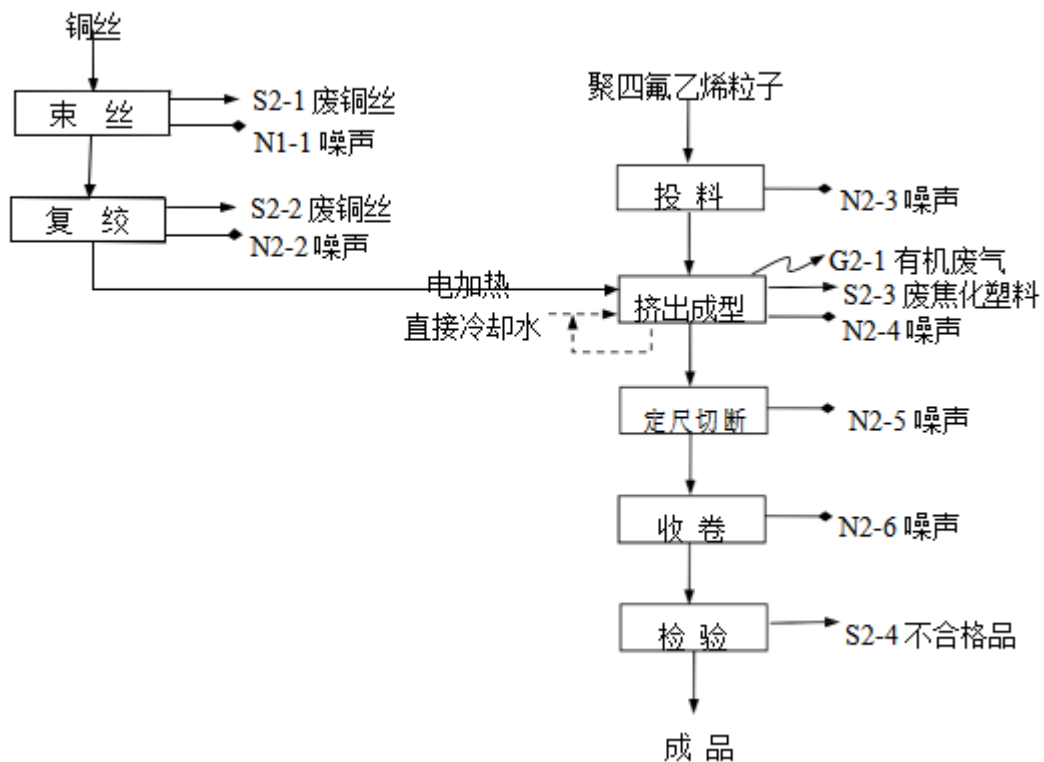 铜丝
束 丝
S2-1 废铜丝
N1-1 噪声
复 绞
S2-2 废铜丝
N2-2 噪声
聚四氟乙烯粒子
投 料
N2-3 噪声
电加热
直接冷却水
挤出成型
G2-1 有机废气
S2-3 废焦化塑料
N2-4 噪声
定尺切断
N2-5 噪声
收 卷
N2-6 噪声
检 验
S2-4 不合格品
成 品